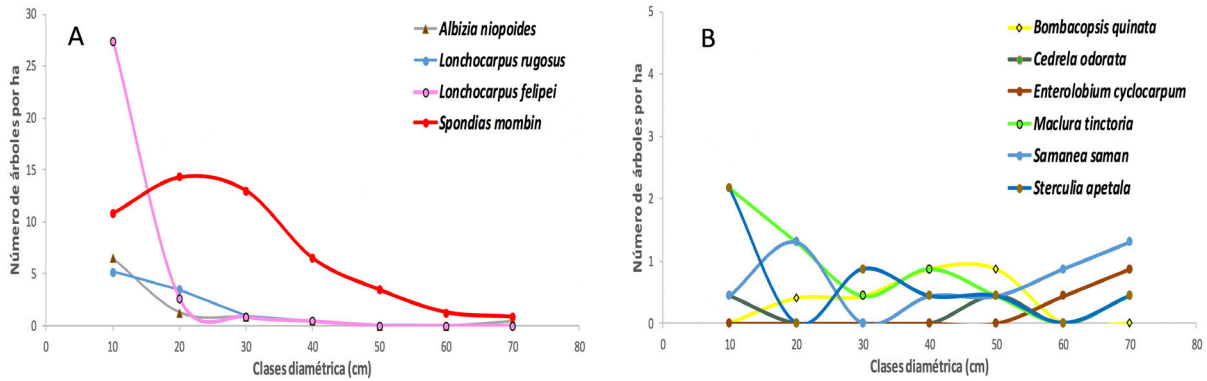 A
Número de árboles por ha
30
25
20
15
10
5
0
10 20 30 40 50 60 70
Clases diamétrica (cm)
Albizia niopoides
Lonchocarpus rugosus
Lonchocarpus felipei
Spondias mombin
B
Número de árboles por ha
5
4
3
2
1
0
0 10 20 30 40 50 60 70
Clases diamétrica (cm)
Bombacopsis quinata
Cedrela odorata
Enterolobium cyclocarpum
Maclura tinctoria
Samanea saman
Sterculia apetala